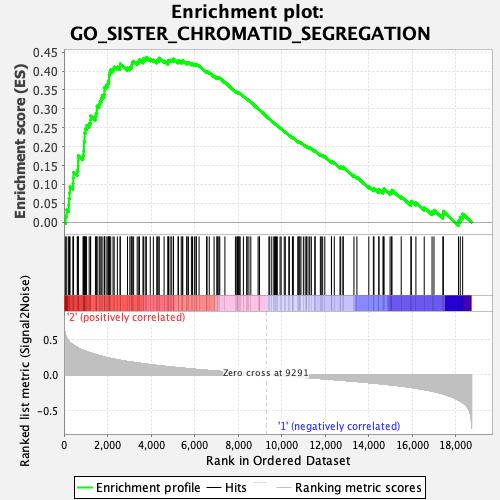 Enrichment plot:
GO_SISTER_CHROMATID_SEGREGATION
Enrichment score (ES)
0.45
0.40
0.35
0.30
0.25
0.20
0.15
0.10
0.05
0.00
'2' (positively correlated)
Ranked list metric (Signal2Noise)
0.5
0.0
-0.5
Zero cross at 9291
'1' (negatively correlated)
0 2,000 4,000 6,000 8,000 10,000 12,000 14,000 16,000 18,000
Rank in Ordered Dataset
Enrichment profile Hits Ranking metric scores